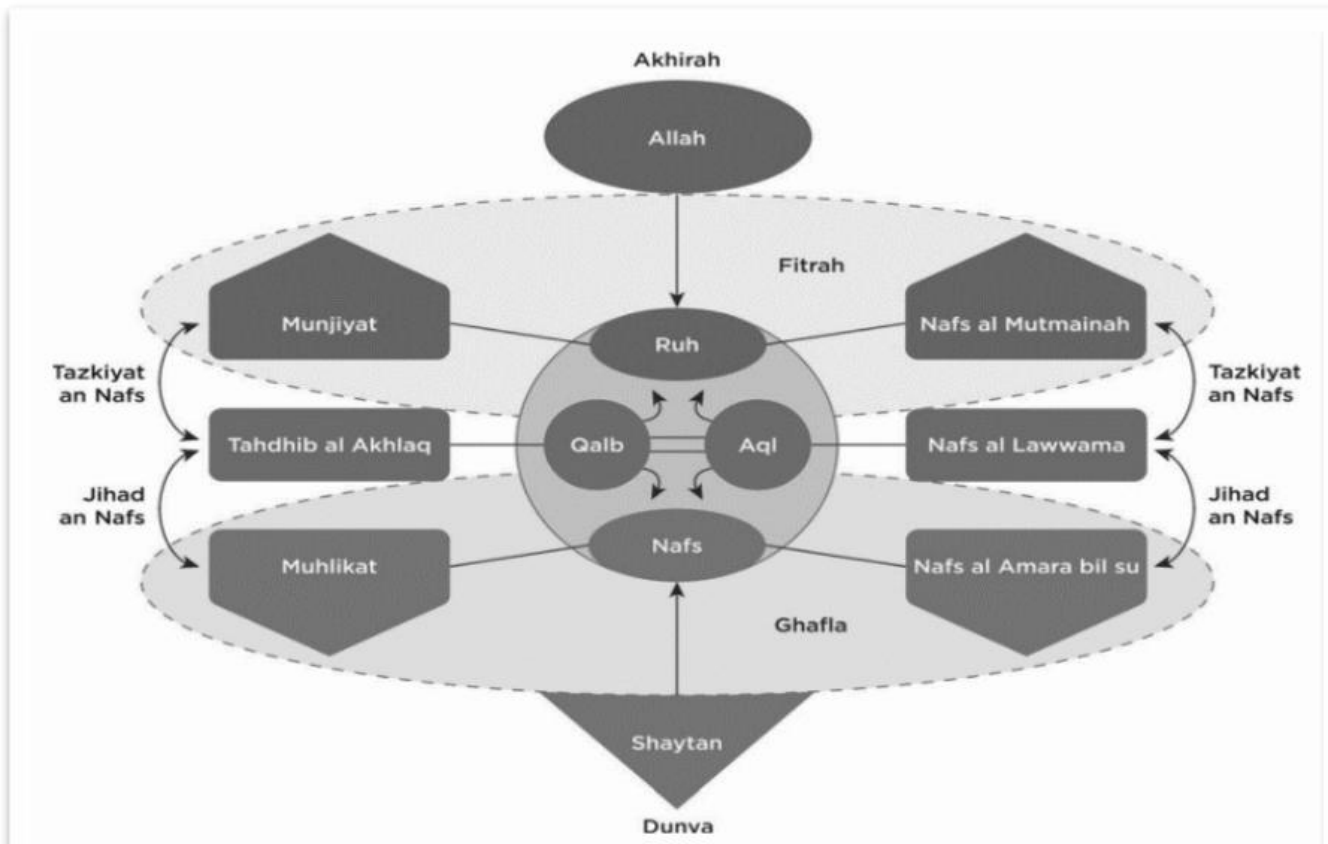 Akhirah
Allah
Fitrah
Munjiyat
Nafs al Mutmainah
Ruh
Tazkiyat
an Nafs
Tazkiyat
an Nafs
Tahdhib al Akhlaq
Qalb
Aql
Nafs al Lawwama
Jihad
an Nafs
Jihad
an Nafs
Muhlikat
Nafs
Nafs al Amara bil su
Ghafla
Shaytan
Dunva